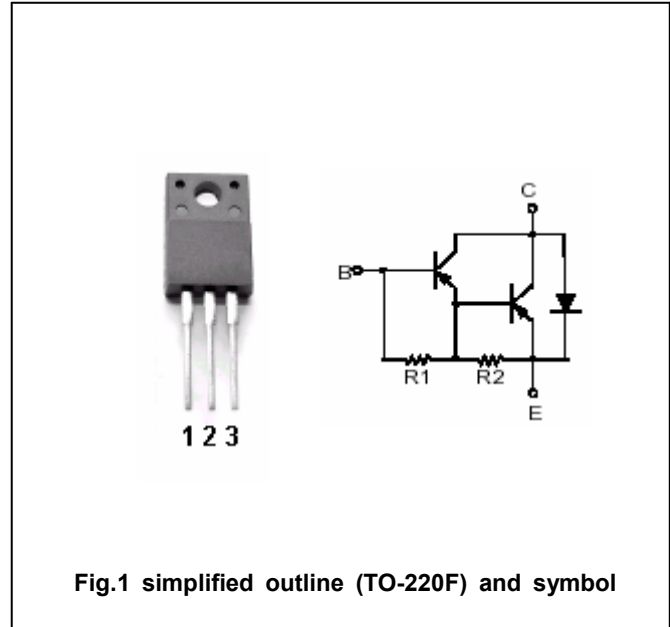 1 2 3
C
B
R1 R2
E
Fig.1 simplified outline (TO-220F) and symbol